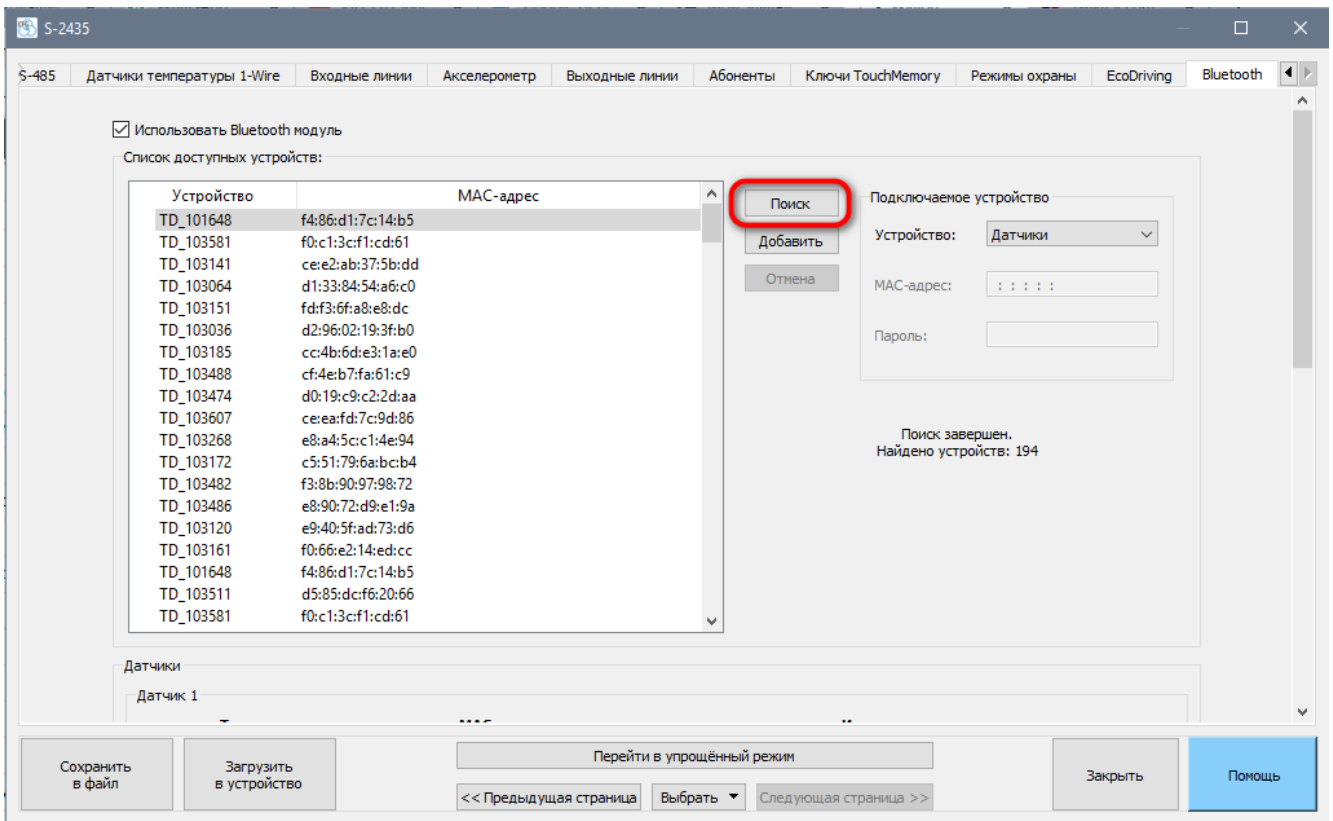 S-2435
S-485 Датчики температуры 1-Wire Входные линии Акселерометр Выходные линии Абоненты Ключи TouchMemory Режимы охраны EcoDriving Bluetooth
Использовать Bluetooth модуль
Список доступных устройств:
Устройство MAC-адрес
TD_101648 f4:86:d1:7c:14:b5
TD_103581 f0:c1:3c:f1:cd:61
TD_103141 ce:e2:ab:37:5b:dd
TD_103064 d1:33:84:54:a6:c0
TD_103151 fd:f3:6f:a8:e8:dc
TD_103036 d2:96:02:19:3f:b0
TD_103185 cc:4b:6d:e3:1a:e0
TD_103488 cf:4e:b7:fa:61:c9
TD_103474 d0:19:c9:c2:2d:aa
TD_103607 ce:ea:fd:7c:9d:86
TD_103268 e8:a4:5c:c1:4e:94
TD_103172 c5:51:79:6a:bc:b4
TD_103482 f3:8b:90:97:98:72
TD_103486 e8:90:72:d9:e1:9a
TD_103120 e9:40:5f:ad:73:d6
TD_103161 f0:66:e2:14:ed:cc
TD_101648 f4:86:d1:7c:14:b5
TD_103511 d5:85:dc:f6:20:66
TD_103581 f0:c1:3c:f1:cd:61
Поиск
Добавить
Отмена
Подключаемое устройство
Устройство: Датчики
MAC-адрес: : : : : :
Пароль:
Поиск завершен.
Найдено устройств: 194
Датчики
Датчик 1
Сохранить
в файл
Загрузить
в устройство
Перейти в упрощённый режим
<< Предыдущая страница Выбрать Следующая страница >>
Закрыть
Помощь